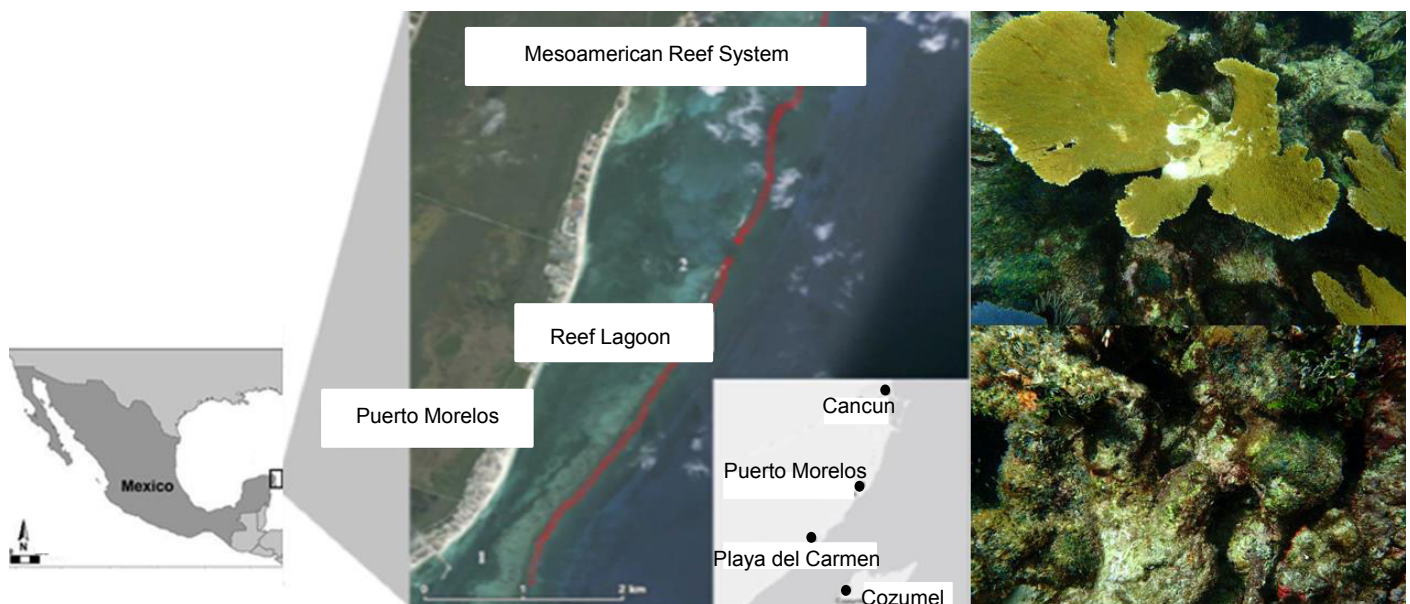 Mesoamerican Reef System
2
Reef Lagoon
Puerto Morelos
Mexico
N
1
0 1 2 km
Cancun
Puerto Morelos
Playa del Carmen
Cozumel